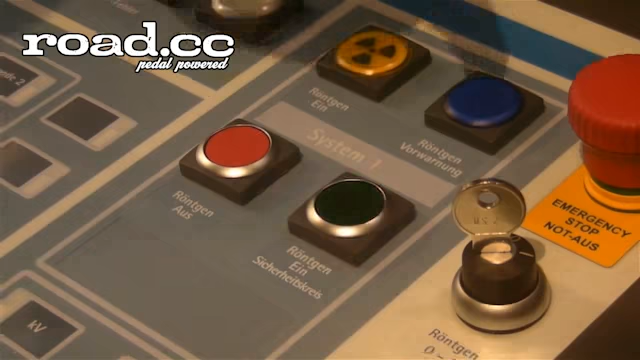 road.cc
pedal powered
Röntgen
Ein
Röntgen
Vorwarnung
System 1
Röntgen
Aus
Röntgen
Ein
Sicherheitskreis
EMERGENCY
STOP
NOT-AUS
kV
Röntgen